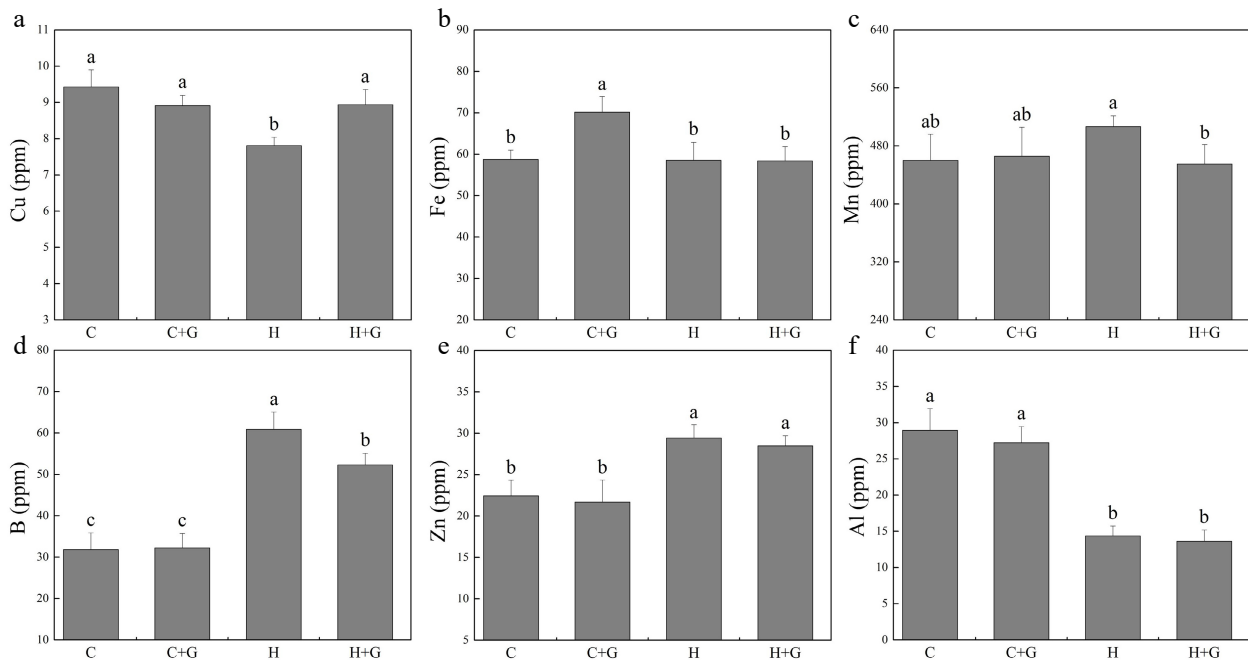 a
11
10
9
8
7
6
5
4
3
Cu (ppm)
a
a
b
a
C
C+G
H
H+G
b
90
80
70
60
50
40
30
20
Fe (ppm)
b
a
b
b
C
C+G
H
H+G
c
640
560
480
400
320
240
Mn (ppm)
ab
ab
a
b
C
C+G
H
H+G
d
80
70
60
50
40
30
20
10
B (ppm)
c
c
a
b
C
C+G
H
H+G
e
40
35
30
25
20
15
10
5
Zn (ppm)
b
b
a
a
C
C+G
H
H+G
f
40
35
30
25
20
15
10
5
0
Al (ppm)
a
a
b
b
C
C+G
H
H+G